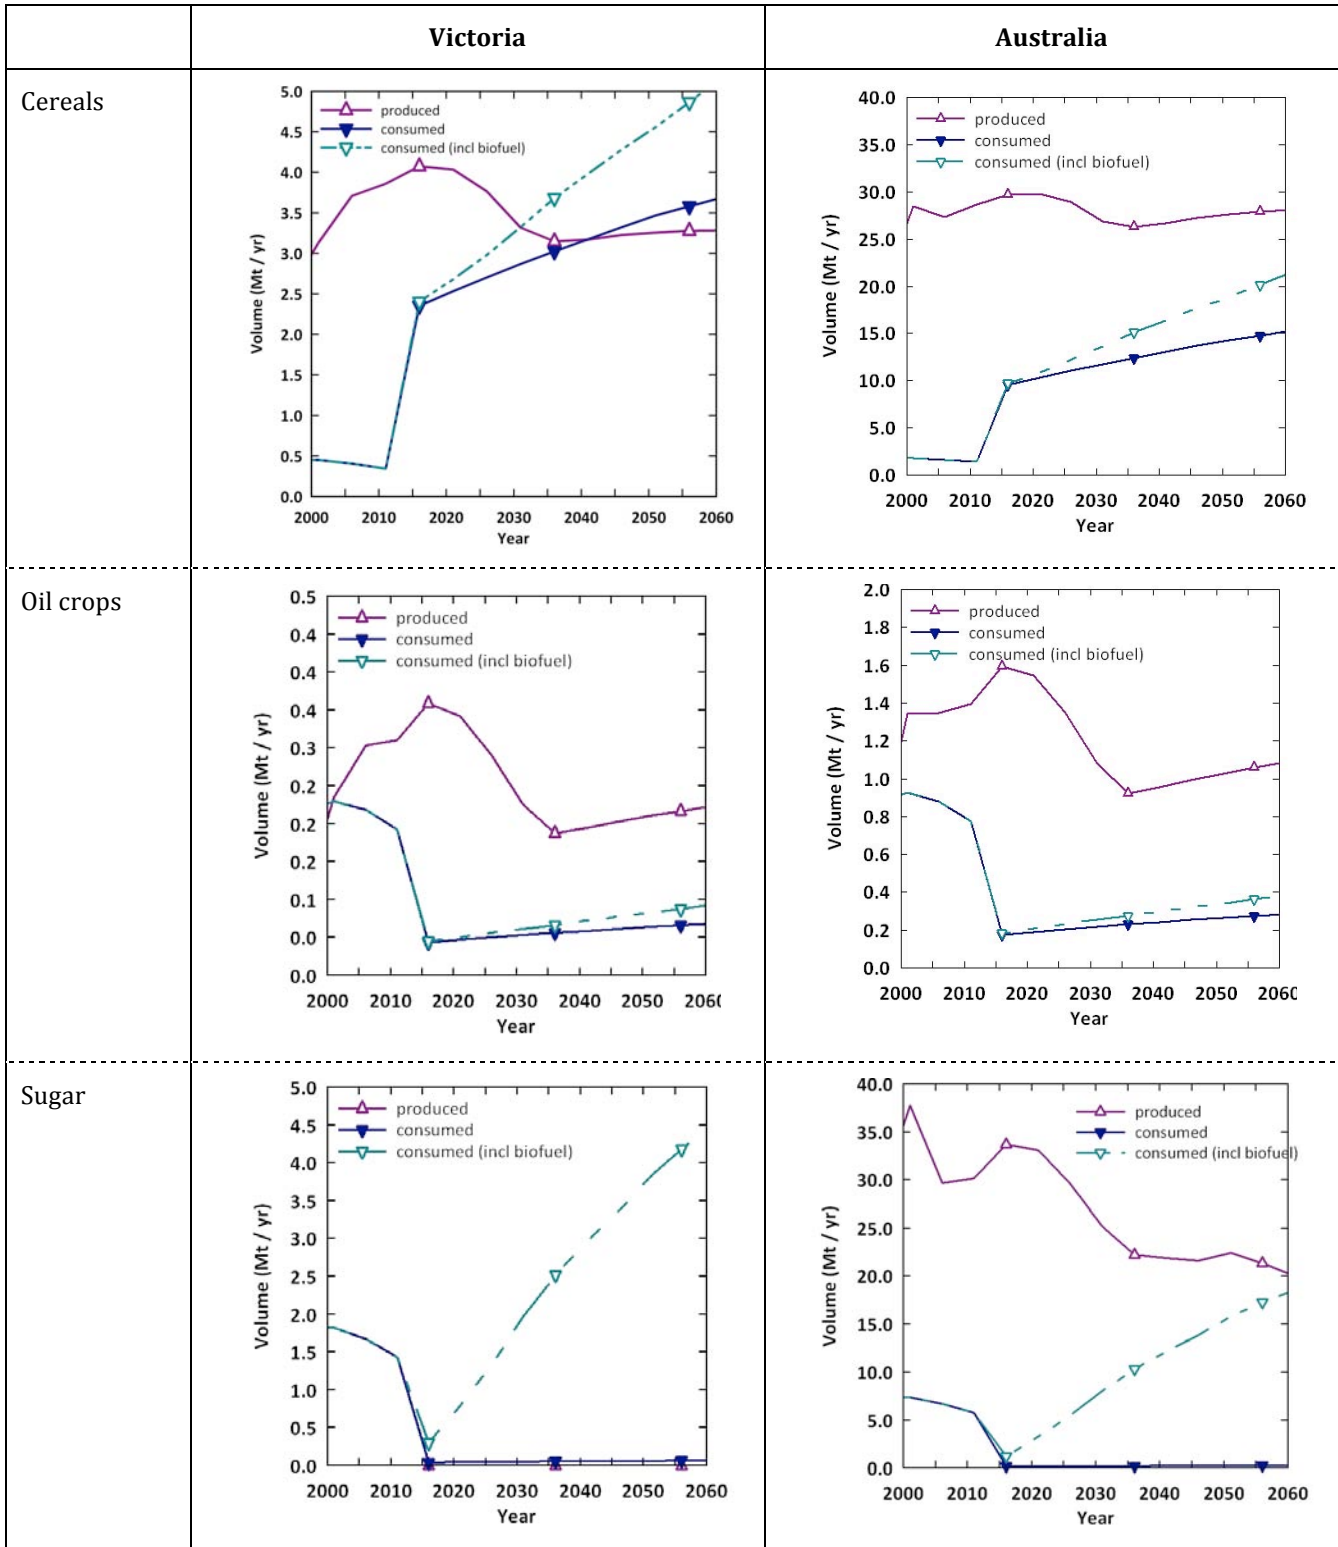 Victoria
Australia
Cereals
5.0
4.5
4.0
3.5
3.0
2.5
2.0
1.5
1.0
0.5
0.0
Volume (Mt / yr)
produced
consumed
consumed (incl biofuel)
2000 2010 2020 2030 2040 2050 2060
Year
40.0
35.0
30.0
25.0
20.0
15.0
10.0
5.0
0.0
Volume (Mt / yr)
produced
consumed
consumed (incl biofuel)
2000 2010 2020 2030 2040 2050 2060
Year
Oil crops
0.5
0.4
0.4
0.4
0.3
0.2
0.2
0.2
0.1
0.0
0.0
Volume (Mt / yr)
produced
consumed
consumed (incl biofuel)
2000 2010 2020 2030 2040 2050 2060
Year
2.0
1.8
1.6
1.4
1.2
1.0
0.8
0.6
0.4
0.2
0.0
Volume (Mt / yr)
produced
consumed
consumed (incl biofuel)
2000 2010 2020 2030 2040 2050 2060
Year
Sugar
5.0
4.5
4.0
3.5
3.0
2.5
2.0
1.5
1.0
0.5
0.0
Volume (Mt / yr)
produced
consumed
consumed (incl biofuel)
2000 2010 2020 2030 2040 2050 2060
Year
40.0
35.0
30.0
25.0
20.0
15.0
10.0
5.0
0.0
Volume (Mt / yr)
produced
consumed
consumed (incl biofuel)
2000 2010 2020 2030 2040 2050 2060
Year